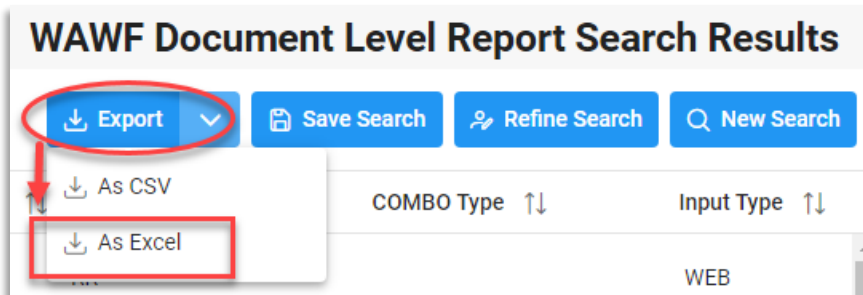 WAWF Document Level Report Search Results
Export Save Search Refine Search New Search
As CSV
COMBO Type Input Type
As Excel
WEB